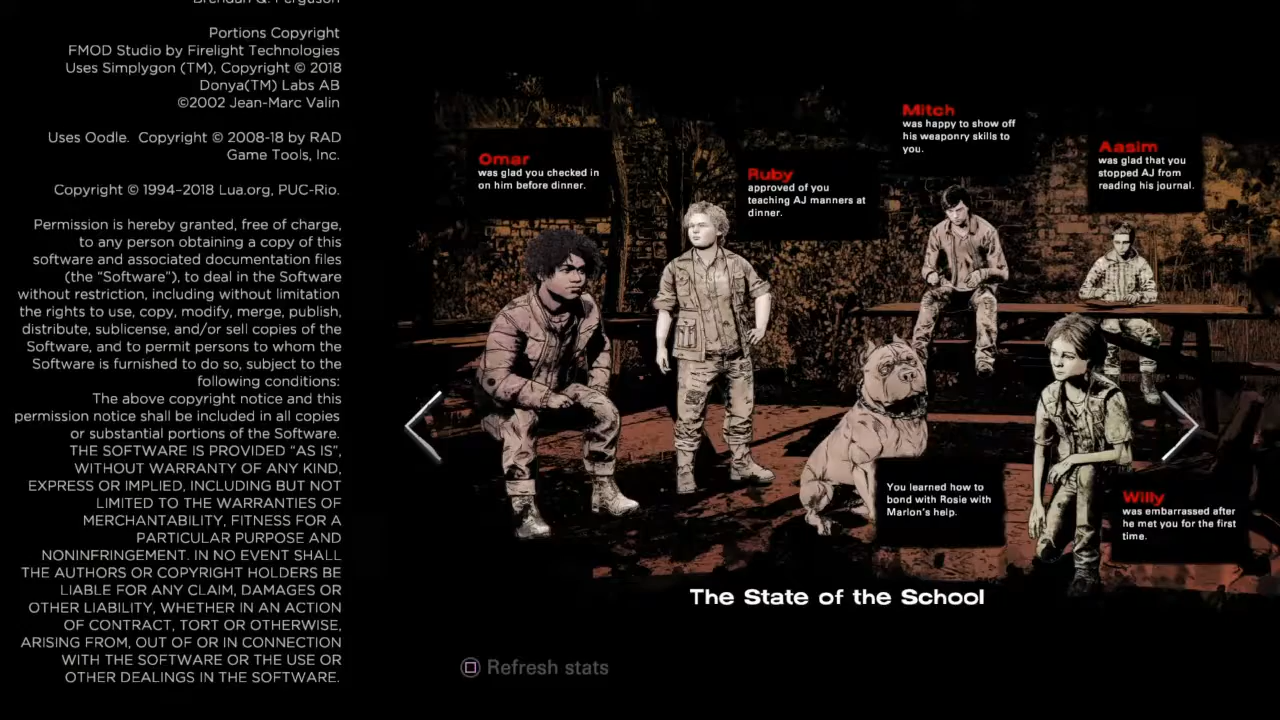 Brendan Q. Ferguson
Portions Copyright
FMOD Studio by Firelight Technologies
Uses Simplygon (TM), Copyright © 2018
Donya(TM) Labs AB
©2002 Jean-Marc Valin
Uses Oodle.  Copyright © 2008-18 by RAD
Game Tools, Inc.
Copyright © 1994–2018 Lua.org, PUC-Rio.
Permission is hereby granted, free of charge,
to any person obtaining a copy of this
software and associated documentation files
(the “Software”), to deal in the Software
without restriction, including without limitation
the rights to use, copy, modify, merge, publish,
distribute, sublicense, and/or sell copies of the
Software, and to permit persons to whom the
Software is furnished to do so, subject to the
following conditions:
The above copyright notice and this
permission notice shall be included in all copies
or substantial portions of the Software.
THE SOFTWARE IS PROVIDED “AS IS”,
WITHOUT WARRANTY OF ANY KIND,
EXPRESS OR IMPLIED, INCLUDING BUT NOT
LIMITED TO THE WARRANTIES OF
MERCHANTABILITY, FITNESS FOR A
PARTICULAR PURPOSE AND
NONINFRINGEMENT. IN NO EVENT SHALL
THE AUTHORS OR COPYRIGHT HOLDERS BE
LIABLE FOR ANY CLAIM, DAMAGES OR
OTHER LIABILITY, WHETHER IN AN ACTION
OF CONTRACT, TORT OR OTHERWISE,
ARISING FROM, OUT OF OR IN CONNECTION
WITH THE SOFTWARE OR THE USE OR
OTHER DEALINGS IN THE SOFTWARE.
Omar
was glad you checked in
on him before dinner.
Ruby
approved of you
teaching AJ manners at
dinner.
Mitch
was happy to show off
his weaponry skills to
you.
Aasim
was glad that you
stopped AJ from
reading his journal.
You learned how to
bond with Rosie with
Marlon's help.
Willy
was embarrassed after
he met you for the first
time.
The State of the School
Refresh stats